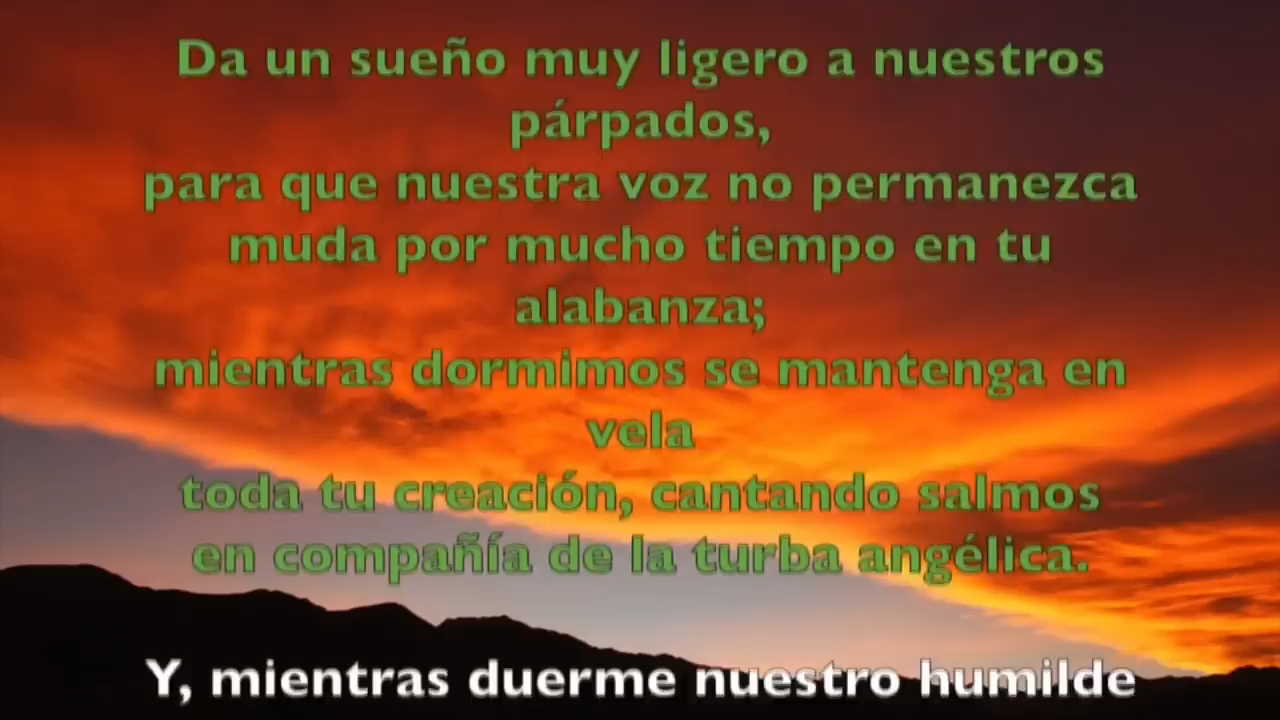 Da un sueño muy ligero a nuestros
párpados,
para que nuestra voz no permanezca
muda por mucho tiempo en tu
alabanza;
mientras dormimos se mantenga en
vela
toda tu creación, cantando salmos
en compañía de la turba angélica.
Y, mientras duerme nuestro humilde